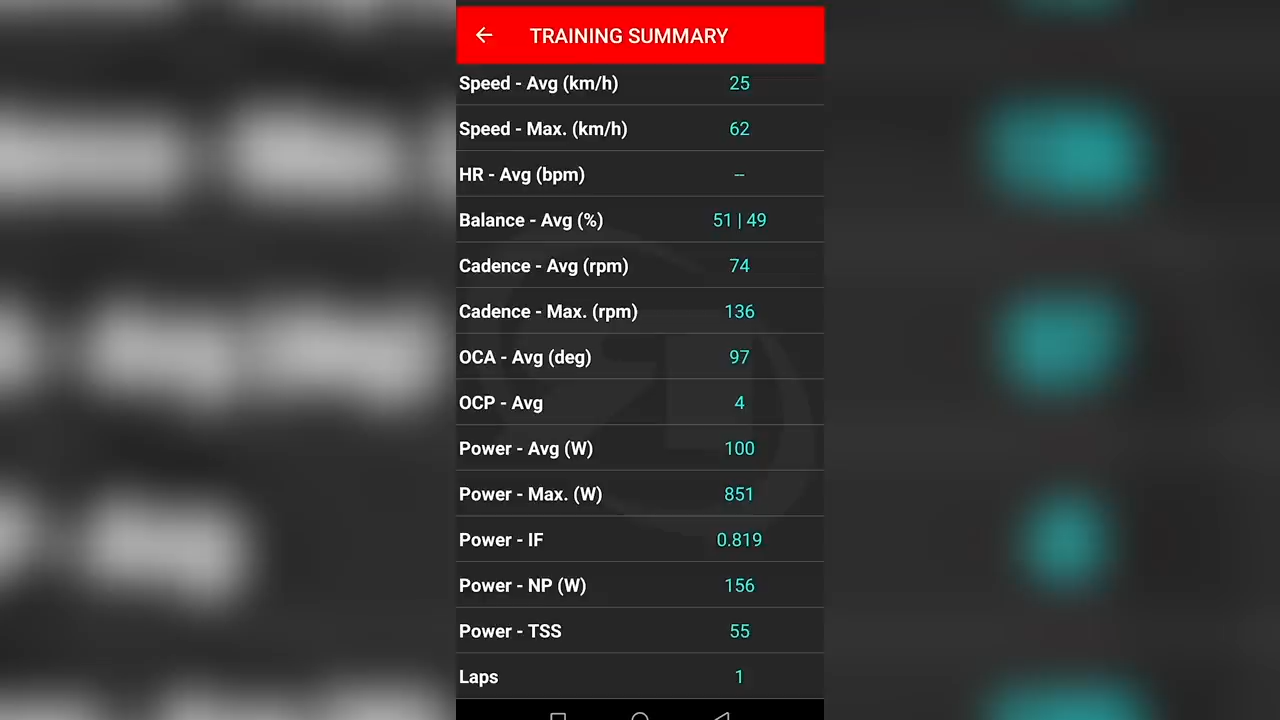 TRAINING SUMMARY
Speed - Avg (km/h) 25
Speed - Max. (km/h) 62
HR - Avg (bpm) --
Balance - Avg (%) 51 | 49
Cadence - Avg (rpm) 74
Cadence - Max. (rpm) 136
OCA - Avg (deg) 97
OCP - Avg 4
Power - Avg (W) 100
Power - Max. (W) 851
Power - IF 0.819
Power - NP (W) 156
Power - TSS 55
Laps 1